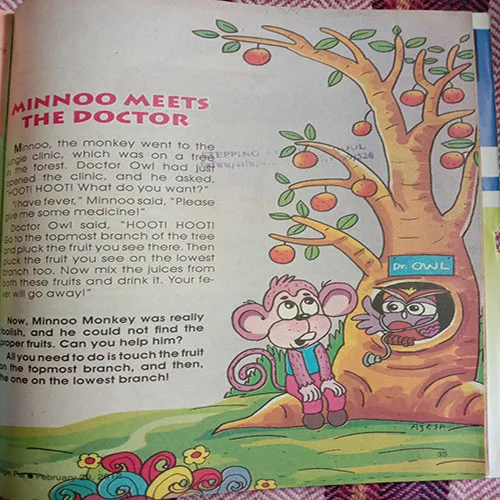 MINNOO MEETS
THE DOCTOR
Minnoo, the monkey went to the
jungle clinic, which was on a tree
in the forest. Doctor Owl had just
opened the clinic, and he asked,
"HOOT! HOOT! What do you want?"
"I have fever," Minnoo said, "Please
give me some medicine!"
Doctor Owl said, "HOOT! HOOT!
Go to the topmost branch of the tree
and pluck the fruit you see there. Then
pluck the fruit you see on the lowest
branch too. Now mix the juices from
both these fruits and drink it. Your fe-
ver will go away!"
Now, Minnoo Monkey was really
foolish, and he could not find the
proper fruits. Can you help him?
All you need to do is touch the fruit
on the topmost branch, and then,
the one on the lowest branch!
Dr. OWL
Ajesh
35
February